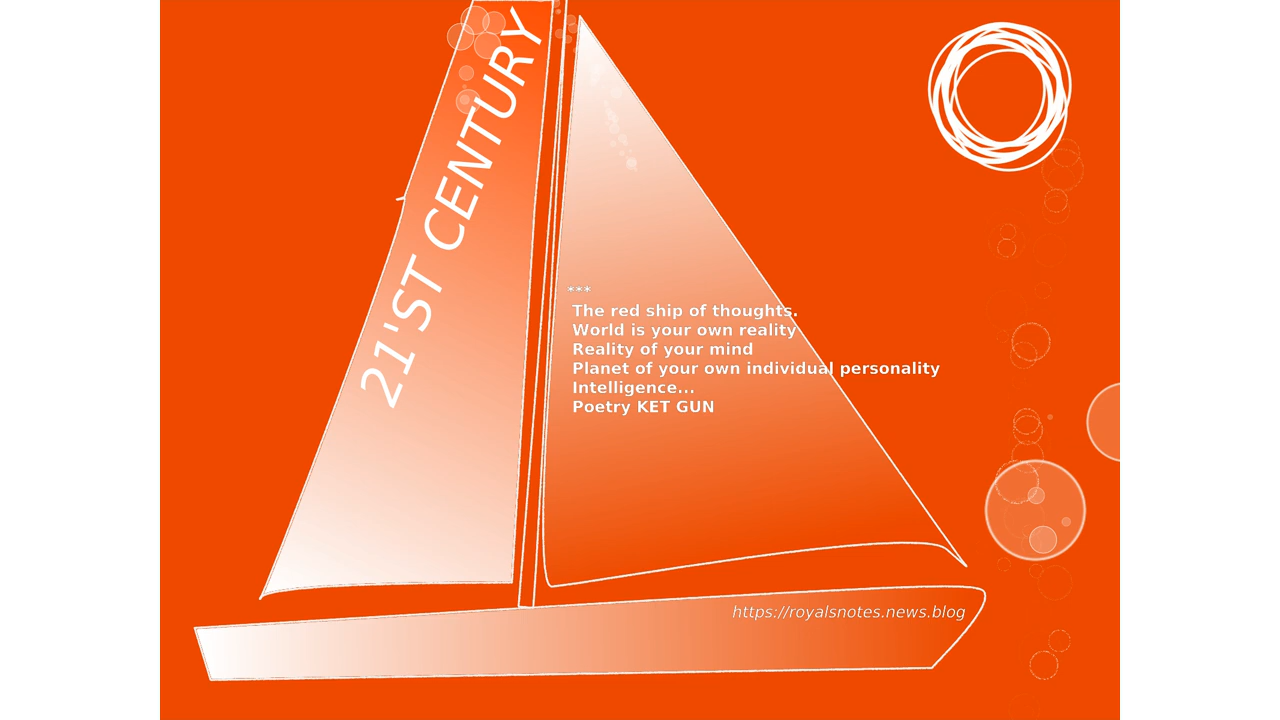 21'ST CENTURY
***
The red ship of thoughts.
World is your own reality
Reality of your mind
Planet of your own individual personality
Intelligence...
Poetry KET GUN
https://royalsnotes.news.blog